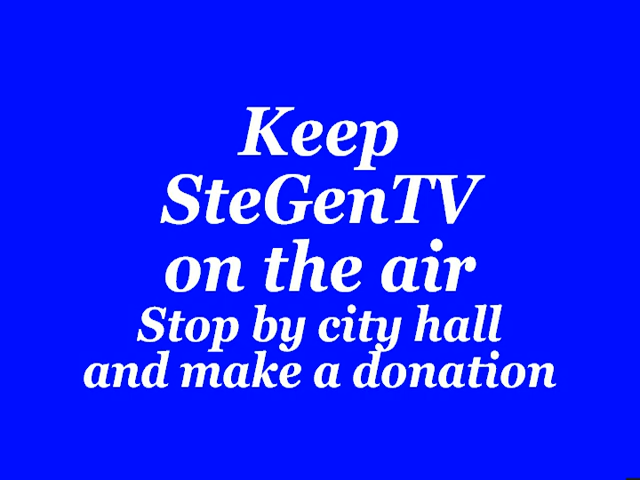 Keep
SteGenTV
on the air
Stop by city hall
and make a donation